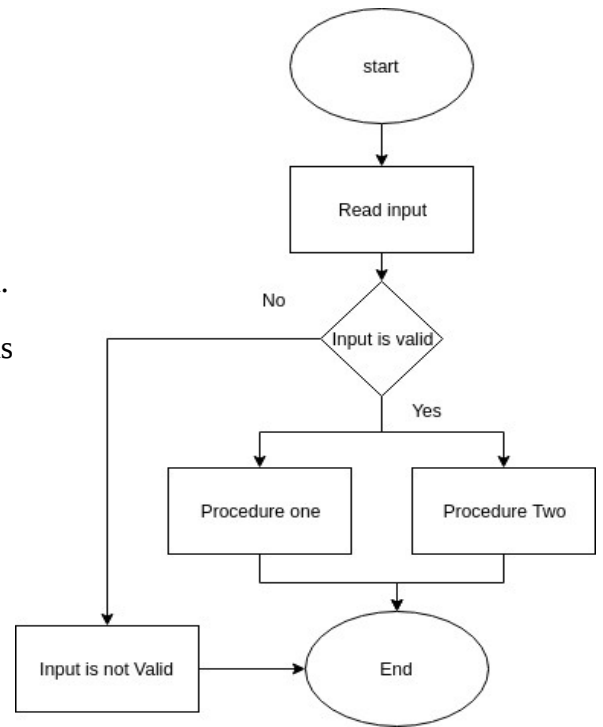 start
Read input
.
No
s
Input is valid
Yes
Procedure one
Procedure Two
Input is not Valid
End